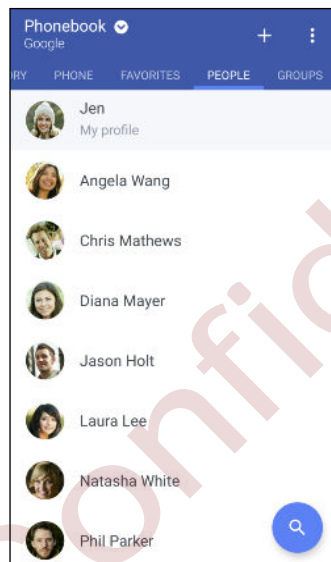 Phonebook
Google
RY PHONE FAVORITES PEOPLE GROUPS
Jen
My profile
Angela Wang
Chris Mathews
Diana Mayer
Jason Holt
Laura Lee
Natasha White
Phil Parker
onfid